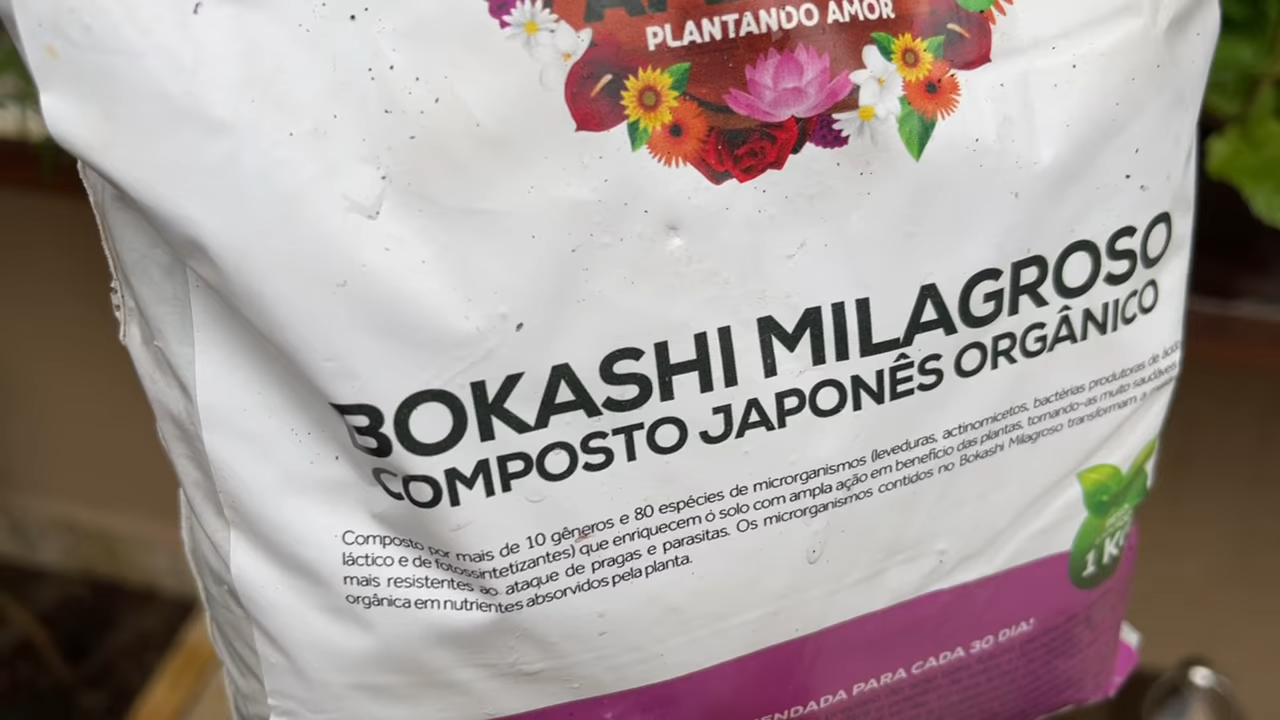 PLANTANDO AMOR
BOKASHI MILAGROSO
COMPOSTO JAPONÊS ORGÂNICO
Composto por mais de 10 gêneros e 80 espécies de microrganismos (leveduras, actinomicetos, bactérias produtoras de
láctico e de fotossintetizantes) que enriquecem o solo com ampla ação em benefício das plantas, tornando-as muito saudáveis
mais resistentes ao ataque de pragas e parasitas. Os microrganismos contidos no Bokashi Milagroso transformam a
orgânica em nutrientes absorvidos pela planta.
PARA CADA 30 DIA!